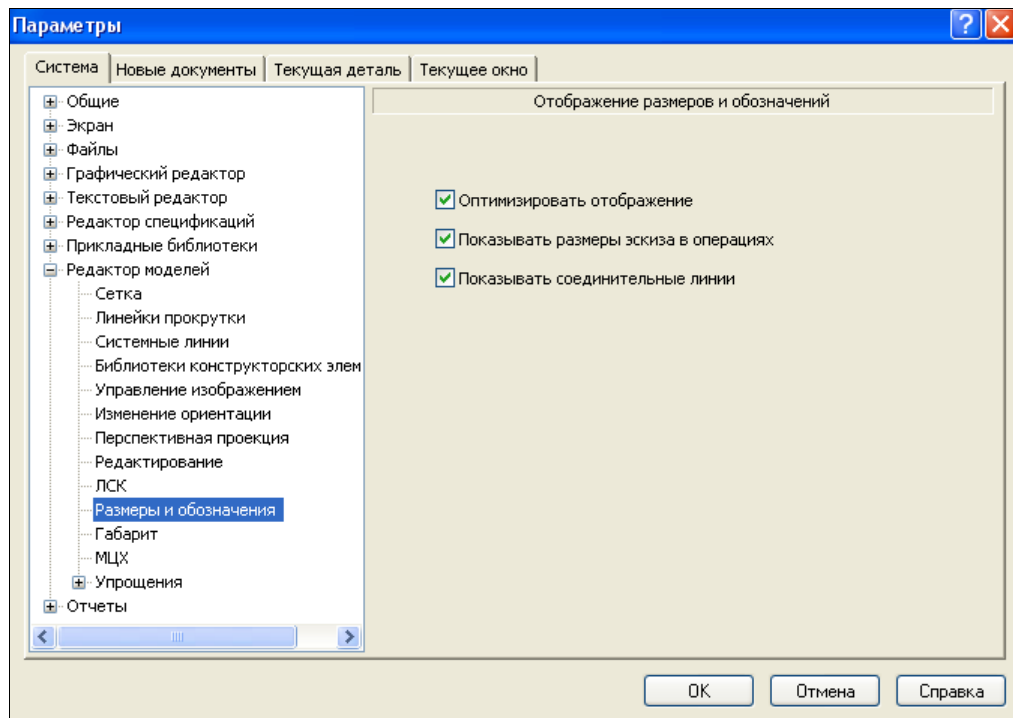 Параметры
Система Новые документы Текущая деталь Текущее окно
Общие
Экран
Файлы
Графический редактор
Текстовый редактор
Редактор спецификаций
Прикладные библиотеки
Редактор моделей
Сетка
Линейки прокрутки
Системные линии
Библиотеки конструкторских элем
Управление изображением
Изменение ориентации
Перспективная проекция
Редактирование
ЛСК
Размеры и обозначения
Габарит
МЦХ
Упрощения
Отчеты
Отображение размеров и обозначений
Оптимизировать отображение
Показывать размеры эскиза в операциях
Показывать соединительные линии
OK Отмена Справка